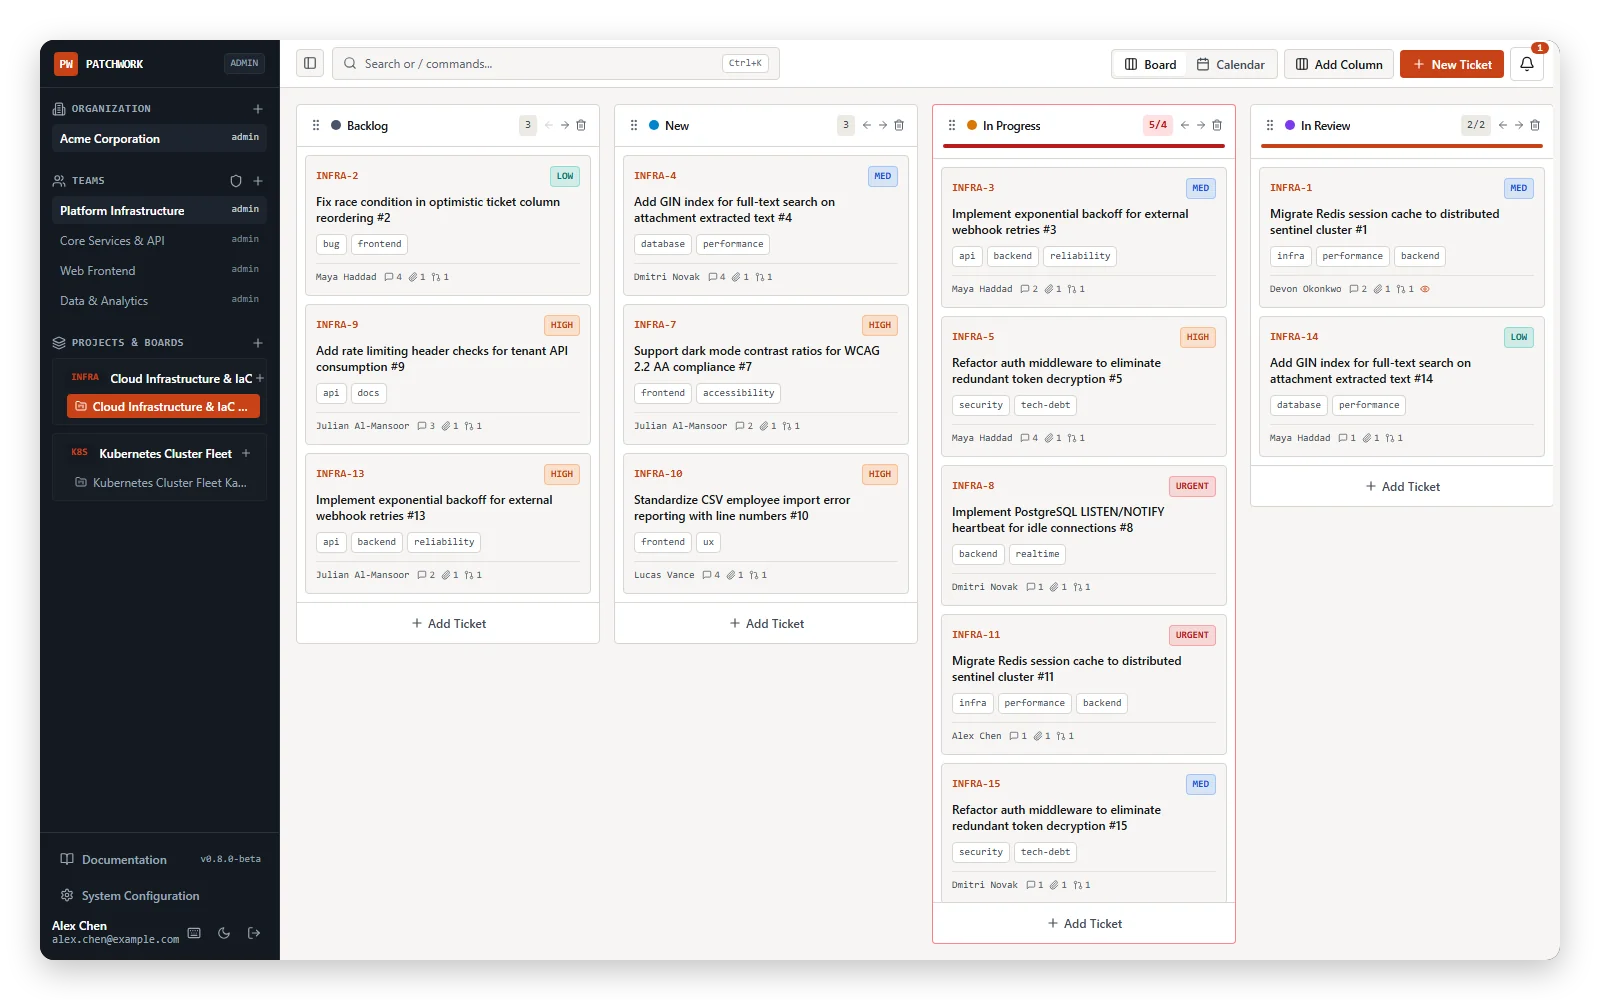 PW PATCHWORK ADMIN
ORGANIZATION
Acme Corporation admin
TEAMS
Platform Infrastructure admin
Core Services & API admin
Web Frontend admin
Data & Analytics admin
PROJECTS & BOARDS
INFRA Cloud Infrastructure & IaC
Cloud Infrastructure & IaC ...
K8S Kubernetes Cluster Fleet
Kubernetes Cluster Fleet Ka...
Documentation v0.8.0-beta
System Configuration
Alex Chen
alex.chen@example.com
Search or / commands... Ctrl+K
Board Calendar Add Column New Ticket 1
Backlog 3
INFRA-2 LOW
Fix race condition in optimistic ticket column
reordering #2
bug frontend
Maya Haddad 4 1 1
INFRA-9 HIGH
Add rate limiting header checks for tenant API
consumption #9
api docs
Julian Al-Mansoor 3 1 1
INFRA-13 HIGH
Implement exponential backoff for external
webhook retries #13
api backend reliability
Julian Al-Mansoor 2 1 1
Add Ticket
New 3
INFRA-4 MED
Add GIN index for full-text search on
attachment extracted text #4
database performance
Dmitri Novak 4 1 1
INFRA-7 HIGH
Support dark mode contrast ratios for WCAG
2.2 AA compliance #7
frontend accessibility
Julian Al-Mansoor 2 1 1
INFRA-10 HIGH
Standardize CSV employee import error
reporting with line numbers #10
frontend ux
Lucas Vance 4 1 1
Add Ticket
In Progress 5/4
INFRA-3 MED
Implement exponential backoff for external
webhook retries #3
api backend reliability
Maya Haddad 2 1 1
INFRA-5 HIGH
Refactor auth middleware to eliminate
redundant token decryption #5
security tech-debt
Maya Haddad 4 1 1
INFRA-8 URGENT
Implement PostgreSQL LISTEN/NOTIFY
heartbeat for idle connections #8
backend realtime
Dmitri Novak 1 1 1
INFRA-11 URGENT
Migrate Redis session cache to distributed
sentinel cluster #11
infra performance backend
Alex Chen 1 1 1
INFRA-15 MED
Refactor auth middleware to eliminate
redundant token decryption #15
security tech-debt
Dmitri Novak 1 1 1
Add Ticket
In Review 2/2
INFRA-1 MED
Migrate Redis session cache to distributed
sentinel cluster #1
infra performance backend
Devon Okonkwo 2 1 1
INFRA-14 LOW
Add GIN index for full-text search on
attachment extracted text #14
database performance
Maya Haddad 1 1 1
Add Ticket